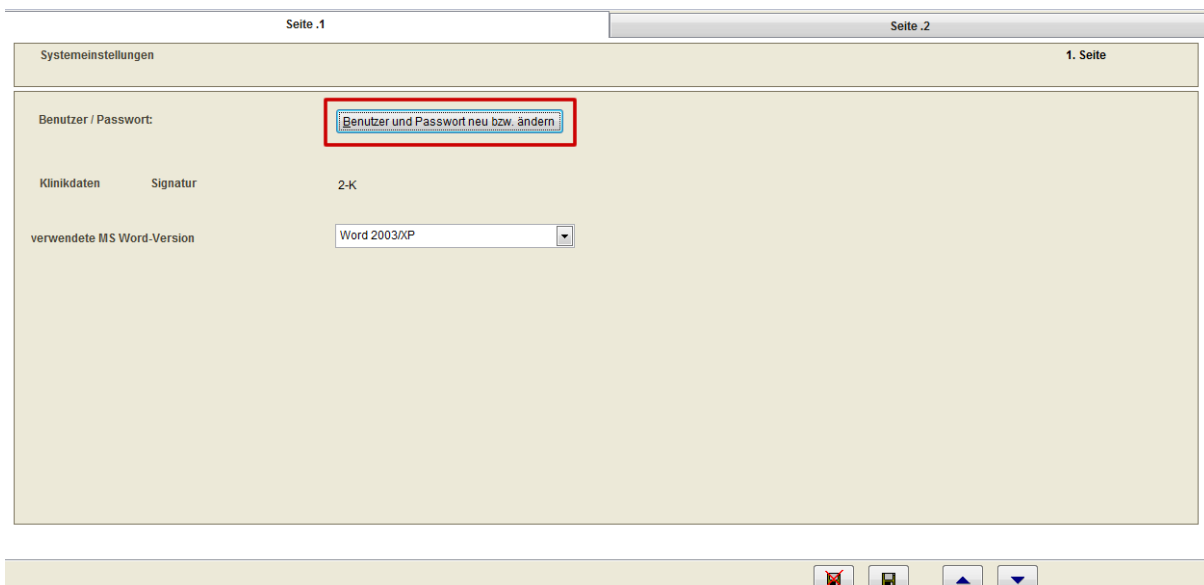 Seite .1 Seite .2
Systemeinstellungen 1. Seite
Benutzer / Passwort: Benutzer und Passwort neu bzw. ändern
Klinikdaten Signatur 2-K
verwendete MS Word-Version Word 2003/XP